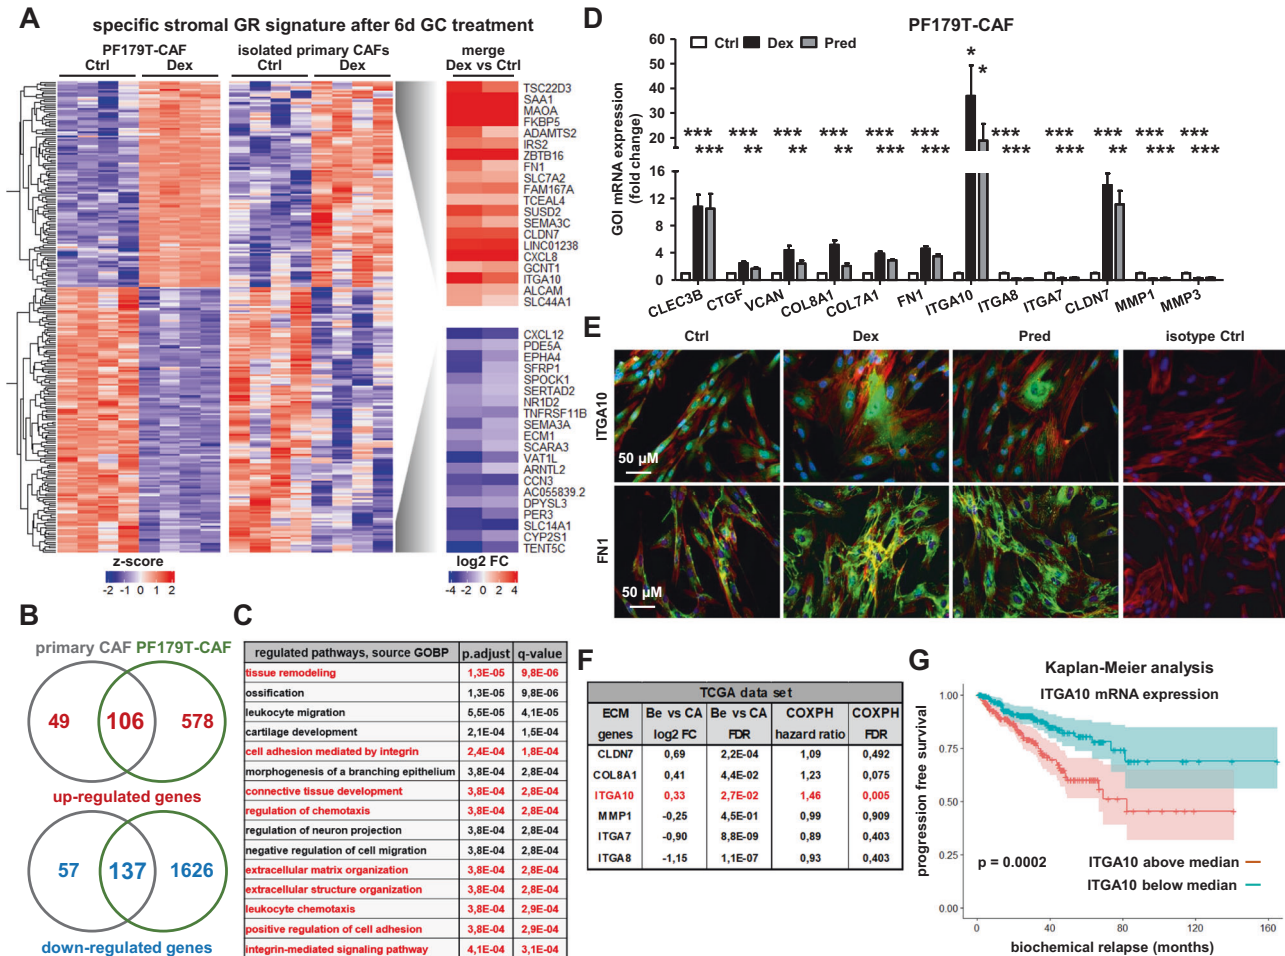 A
specific stromal GR signature after 6d GC treatment
PF179T-CAF
isolated primary CAFs
merge
Ctrl
Dex
Ctrl
Dex
Dex vs Ctrl
TSC22D3
SAA1
MAOA
FKBP5
ADAMTS2
IRS2
ZBTB16
FN1
SLC7A2
FAM167A
TCEAL4
SUSD2
SEMA3C
CLDN7
LINC01238
CXCL8
GCNT1
ITGA10
ALCAM
SLC44A1
CXCL12
PDE5A
EPHA4
SFRP1
SPOCK1
SERTAD2
NR1D2
TNFRSF11B
SEMA3A
ECM1
SCARA3
VAT1L
ARNTL2
CCN3
AC055839.2
DPYSL3
PER3
SLC14A1
CYP2S1
TENT5C
z-score
-2 -1 0 1 2
log2 FC
-4 -2 0 2 4
B
primary CAF PF179T-CAF
49 106 578
up-regulated genes
57 137 1626
down-regulated genes
C
regulated pathways, source GOBP p.adjust q-value
tissue remodeling 1,3E-05 9,8E-06
ossification 1,3E-05 9,8E-06
leukocyte migration 5,5E-05 4,1E-05
cartilage development 2,1E-04 1,5E-04
cell adhesion mediated by integrin 2,4E-04 1,8E-04
morphogenesis of a branching epithelium 3,8E-04 2,8E-04
connective tissue development 3,8E-04 2,8E-04
regulation of chemotaxis 3,8E-04 2,8E-04
regulation of neuron projection 3,8E-04 2,8E-04
negative regulation of cell migration 3,8E-04 2,8E-04
extracellular matrix organization 3,8E-04 2,8E-04
extracellular structure organization 3,8E-04 2,8E-04
leukocyte chemotaxis 3,8E-04 2,9E-04
positive regulation of cell adhesion 3,8E-04 2,9E-04
integrin-mediated signaling pathway 4,1E-04 3,1E-04
D
PF179T-CAF
Ctrl Dex Pred
GOI mRNA expression
(fold change)
60
50
40
30
20
10
16
12
8
4
0
* *
*** *** *** *** *** *** *** *** *** *** ***
*** ** ** ** ** *** *** *** ** *** ***
CLEC3B
CTGF
VCAN
COL8A1
COL7A1
FN1
ITGA10
ITGA8
ITGA7
CLDN7
MMP1
MMP3
E
Ctrl
Dex
Pred
isotype Ctrl
ITGA10
50 µM
FN1
50 µM
F
TCGA data set
ECM Be vs CA Be vs CA COXPH COXPH
genes log2 FC FDR hazard ratio FDR
CLDN7 0,69 2,2E-04 1,09 0,492
COL8A1 0,41 4,4E-02 1,23 0,075
ITGA10 0,33 2,7E-02 1,46 0,005
MMP1 -0,25 4,5E-01 0,99 0,909
ITGA7 -0,90 8,8E-09 0,89 0,403
ITGA8 -1,15 1,1E-07 0,93 0,403
G
Kaplan-Meier analysis
ITGA10 mRNA expression
progression free survival
1.00
0.75
0.50
0.25
0.00
p = 0.0002
ITGA10 above median
ITGA10 below median
0 40 80 120 160
biochemical relapse (months)